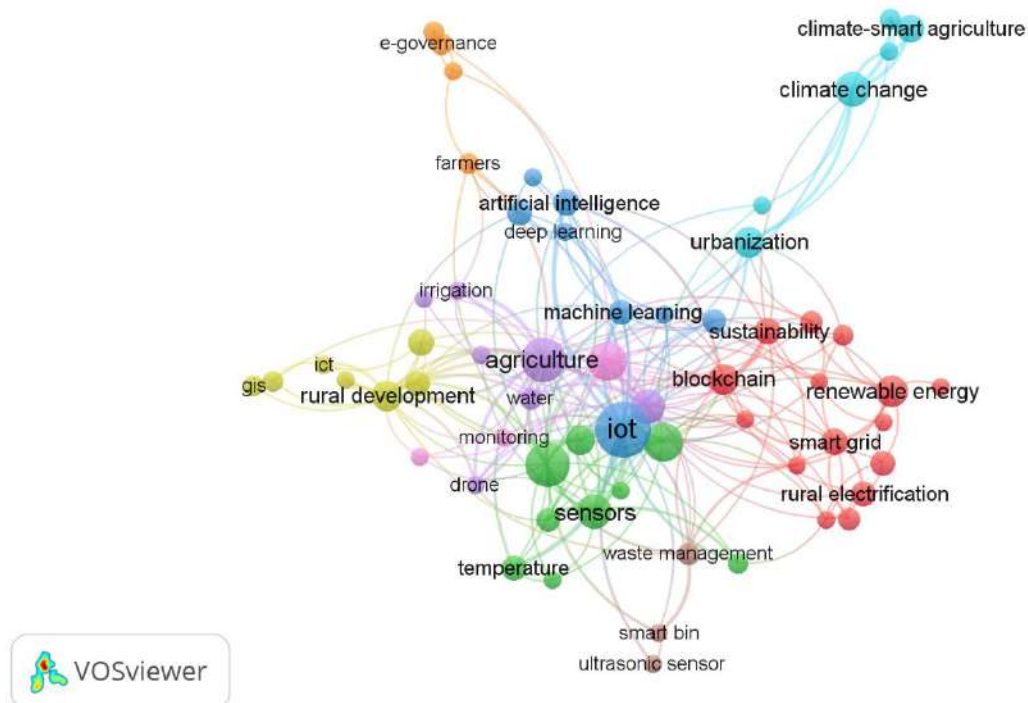 climate-smart agriculture
e-governance
climate change
farmers
artificial intelligence
deep learning
urbanization
irrigation
machine learning
sustainability
agriculture
ict
blockchain
gis
rural development
water
renewable energy
iot
monitoring
smart grid
drone
rural electrification
sensors
waste management
temperature
smart bin
ultrasonic sensor
VOSviewer